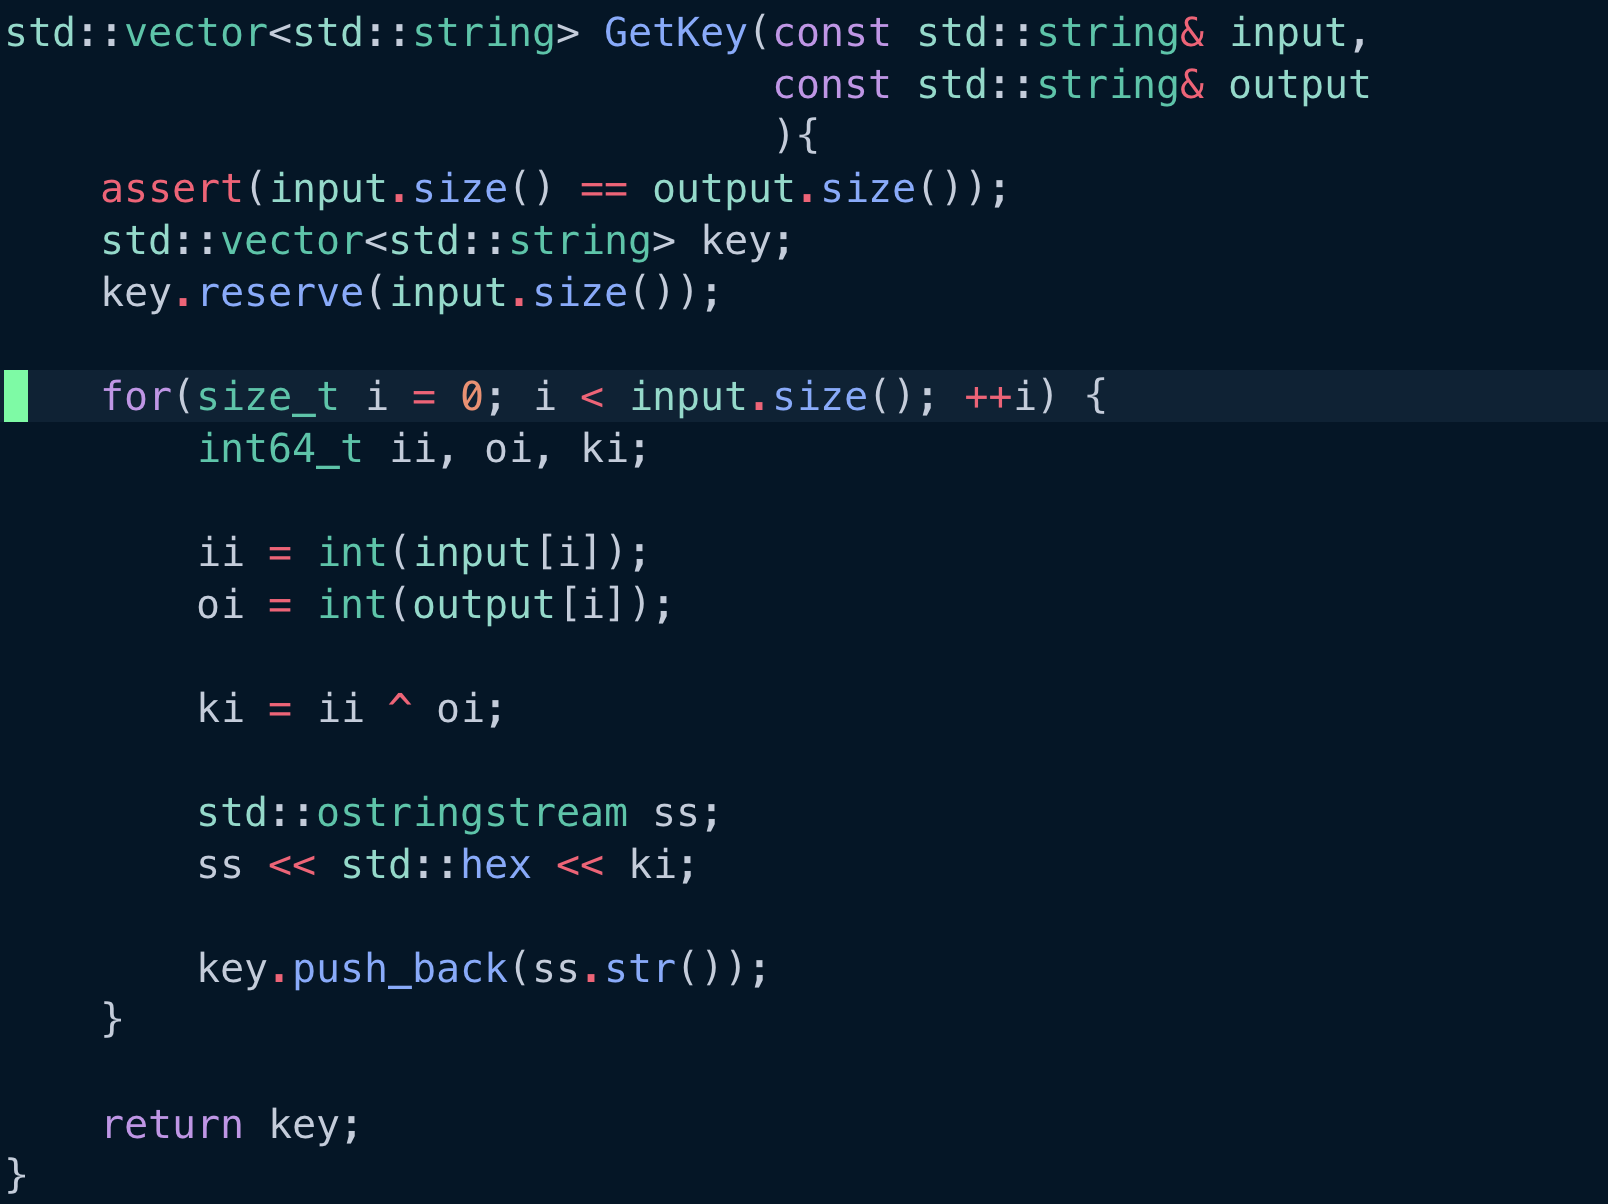 std::vector<std::string> GetKey(const std::string& input,
                                const std::string& output
                                ){
    assert(input.size() == output.size());
    std::vector<std::string> key;
    key.reserve(input.size());

    for(size_t i = 0; i < input.size(); ++i) {
        int64_t ii, oi, ki;

        ii = int(input[i]);
        oi = int(output[i]);

        ki = ii ^ oi;

        std::ostringstream ss;
        ss << std::hex << ki;

        key.push_back(ss.str());
    }

    return key;
}